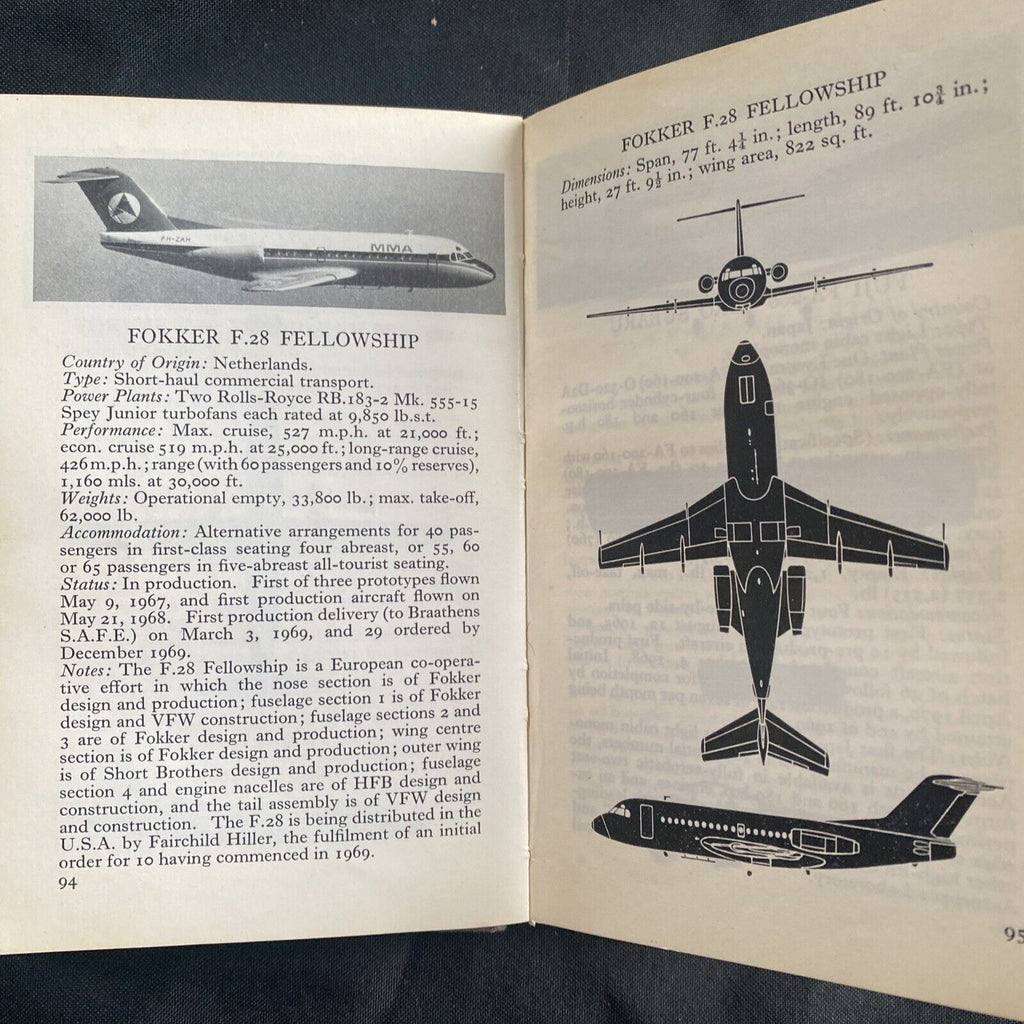 PH-ZAH
MMA
FOKKER F.28 FELLOWSHIP
Country of Origin: Netherlands.
Type: Short-haul commercial transport.
Power Plants: Two Rolls-Royce RB.183-2 Mk. 555-15
Spey Junior turbofans each rated at 9,850 lb.s.t.
Performance: Max. cruise, 527 m.p.h. at 21,000 ft.;
econ. cruise 519 m.p.h. at 25,000 ft.; long-range cruise,
426 m.p.h.; range (with 60 passengers and 10% reserves),
1,160 mls. at 30,000 ft.
Weights: Operational empty, 33,800 lb.; max. take-off,
62,000 lb.
Accommodation: Alternative arrangements for 40 pas-
sengers in first-class seating four abreast, or 55, 60
or 65 passengers in five-abreast all-tourist seating.
Status: In production. First of three prototypes flown
May 9, 1967, and first production aircraft flown on
May 21, 1968. First production delivery (to Braathens
S.A.F.E.) on March 3, 1969, and 29 ordered by
December 1969.
Notes: The F.28 Fellowship is a European co-opera-
tive effort in which the nose section is of Fokker
design and production; fuselage section 1 is of Fokker
design and VFW construction; fuselage sections 2 and
3 are of Fokker design and production; wing centre
section is of Fokker design and production; outer wing
is of Short Brothers design and production; fuselage
section 4 and engine nacelles are of HFB design and
construction, and the tail assembly is of VFW design
and construction. The F.28 is being distributed in the
U.S.A. by Fairchild Hiller, the fulfilment of an initial
order for 10 having commenced in 1969.
94
FOKKER F.28 FELLOWSHIP
Dimensions: Span, 77 ft. 4¼ in.; length, 89 ft. 10¾ in.;
height, 27 ft. 9½ in.; wing area, 822 sq. ft.
95